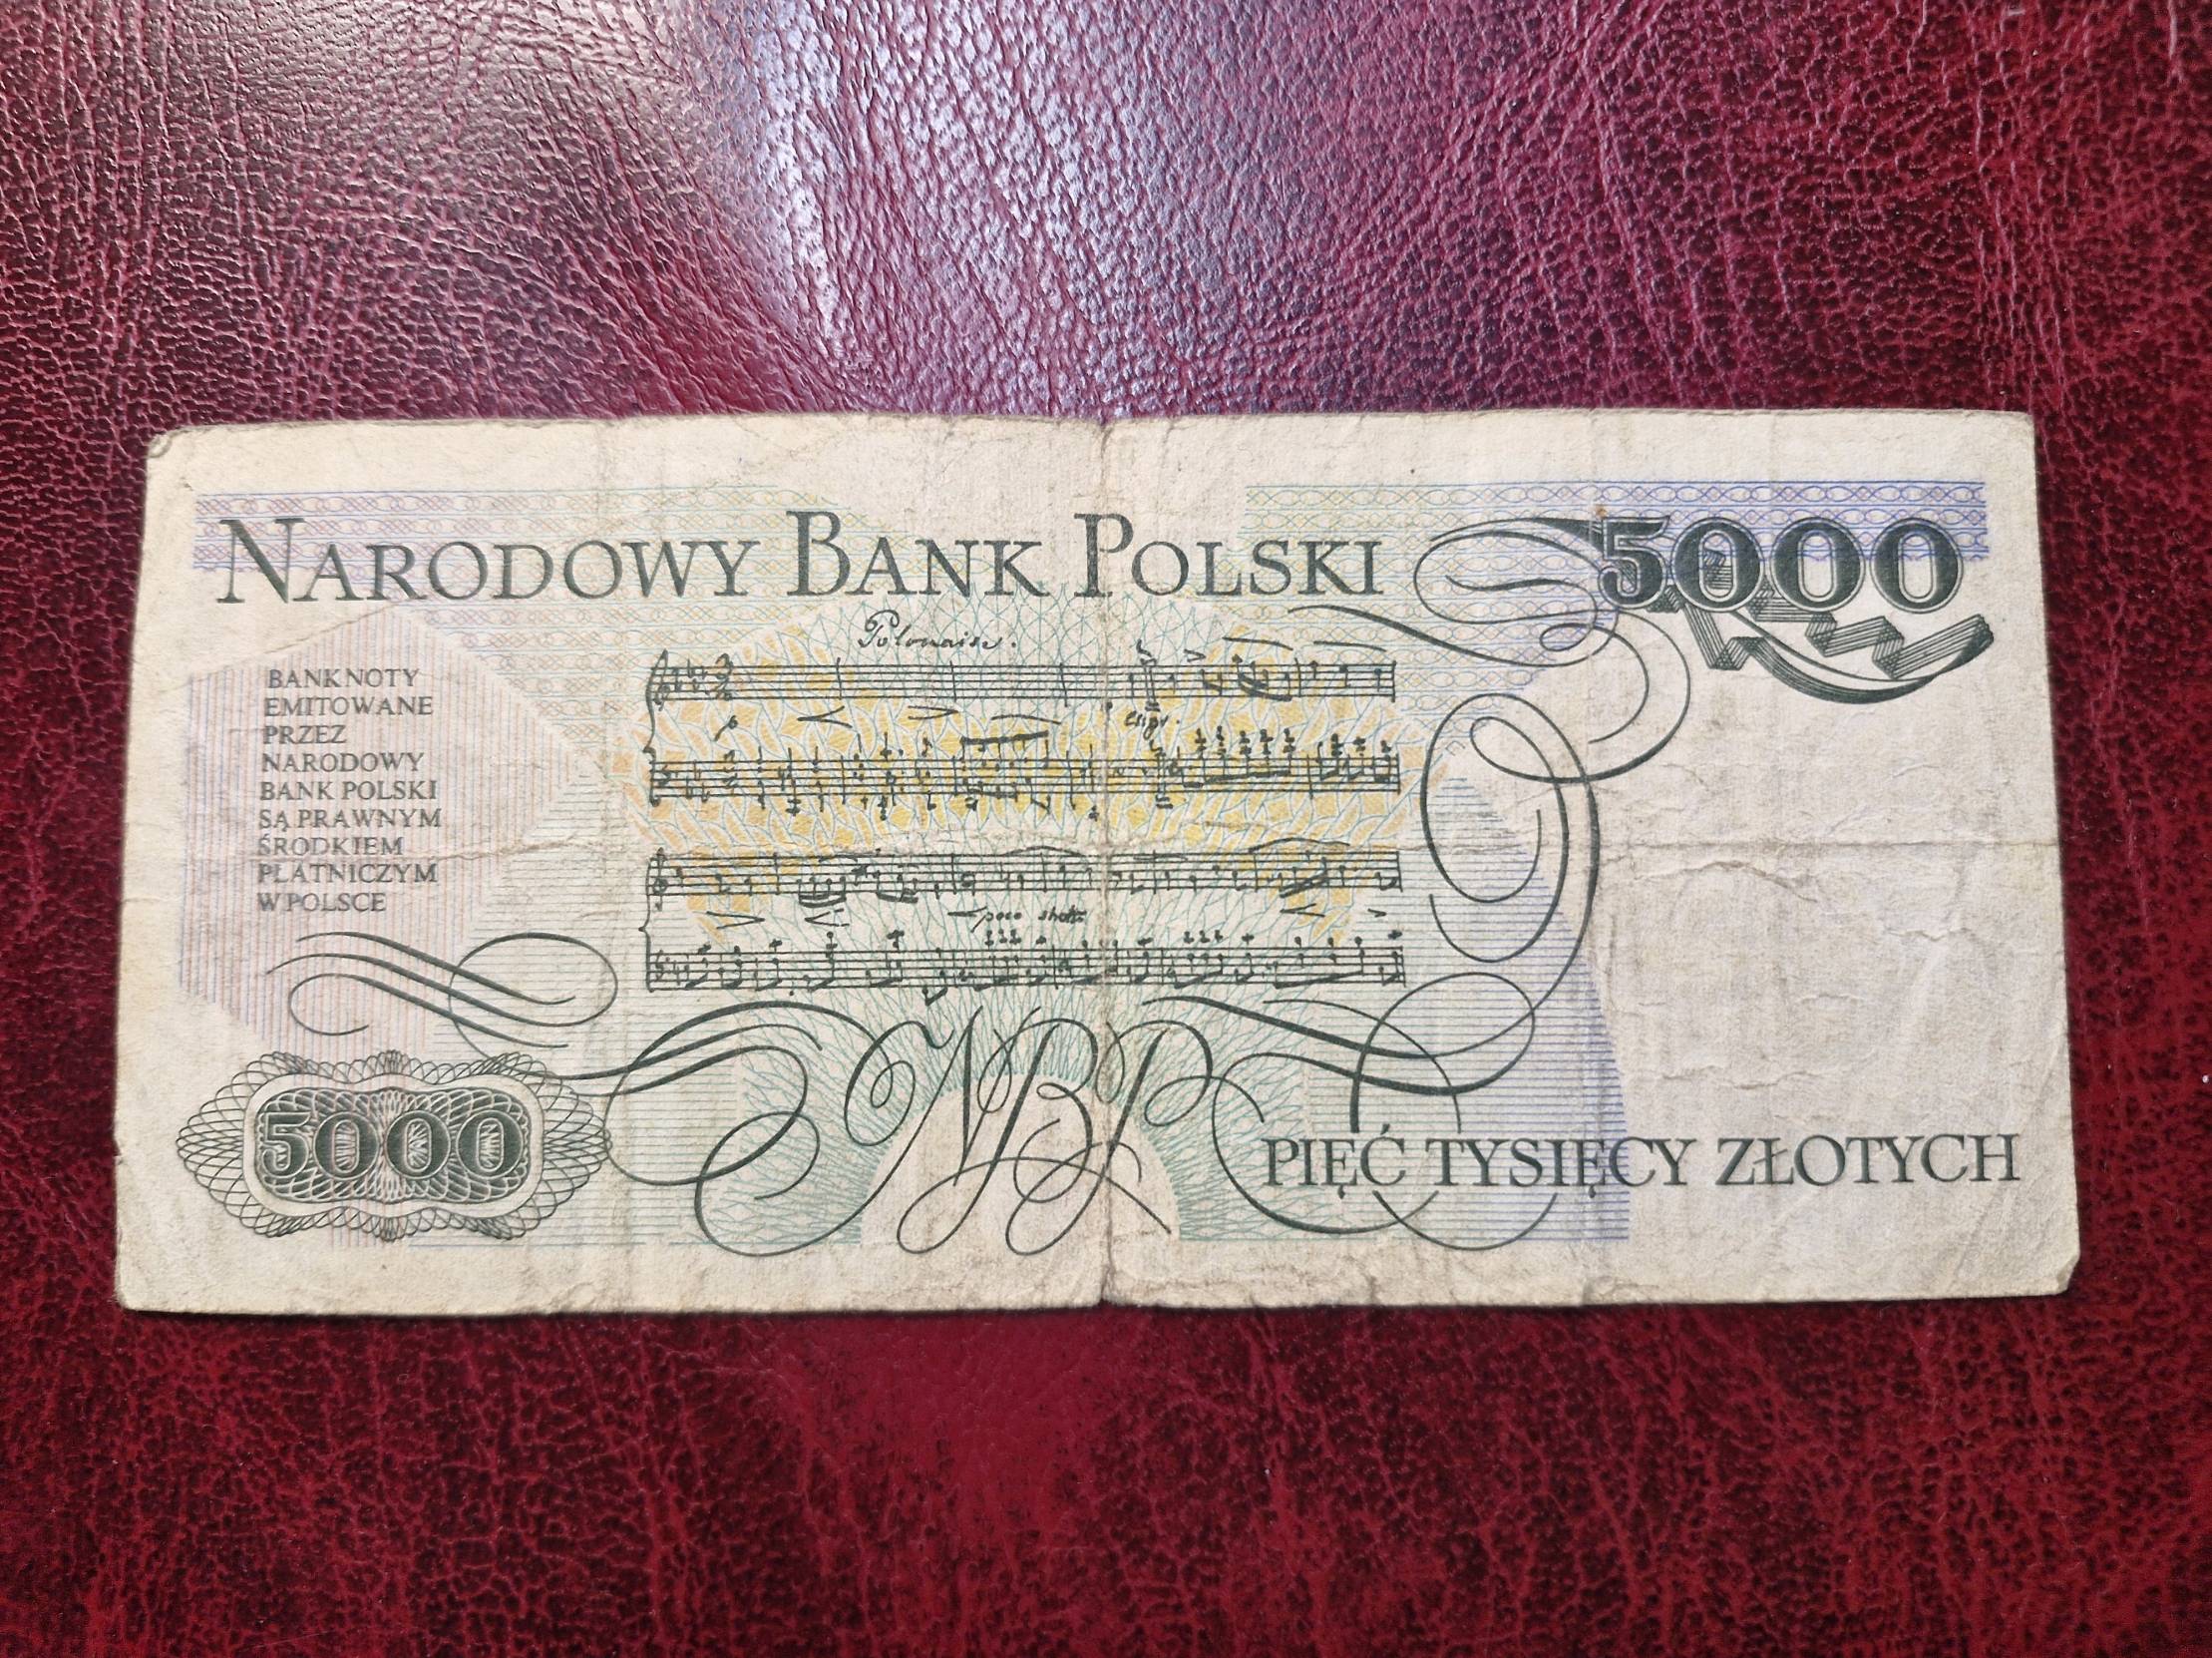 NARODOWY BANK POLSKI
5000
Polonaise.
BANKNOTY
EMITOWANE
PRZEZ
NARODOWY
BANK POLSKI
SĄ PRAWNYM
ŚRODKIEM
PŁATNICZYM
W POLSCE
poco
NBP
5000
PIĘĆ TYSIĘCY ZŁOTYCH